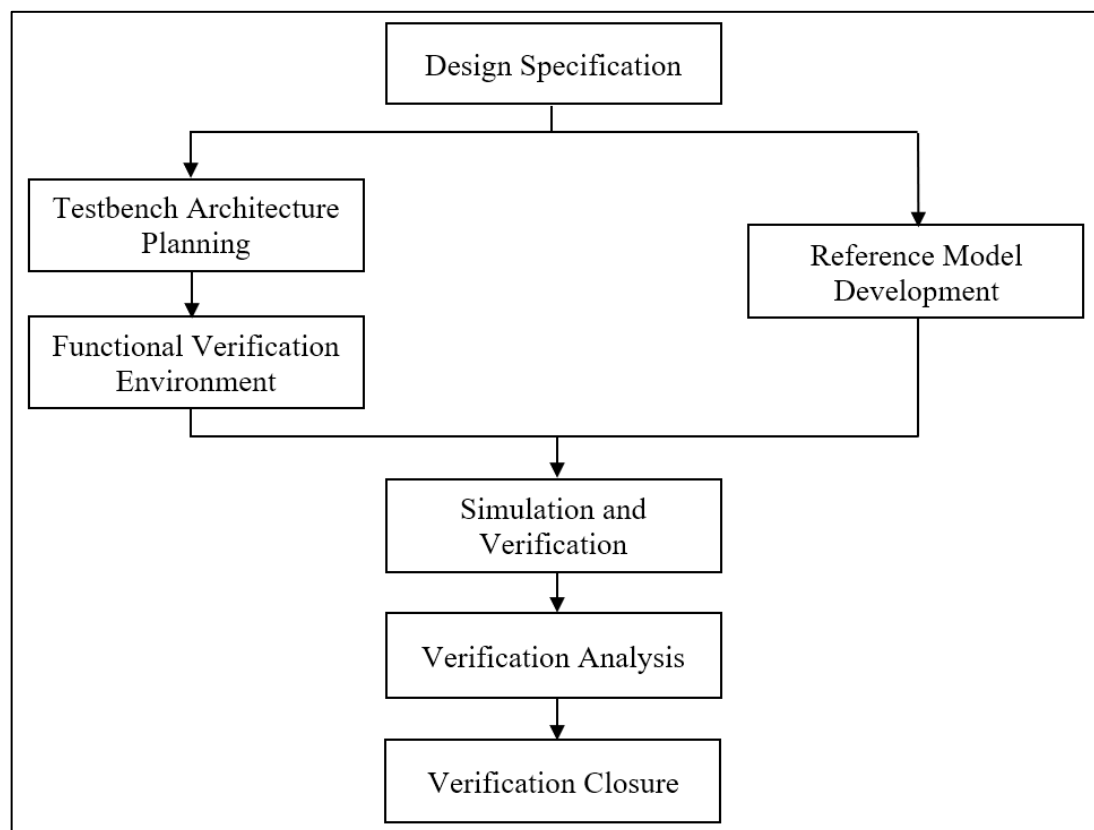 Design Specification
Testbench Architecture
Planning
Reference Model
Development
Functional Verification
Environment
Simulation and
Verification
Verification Analysis
Verification Closure